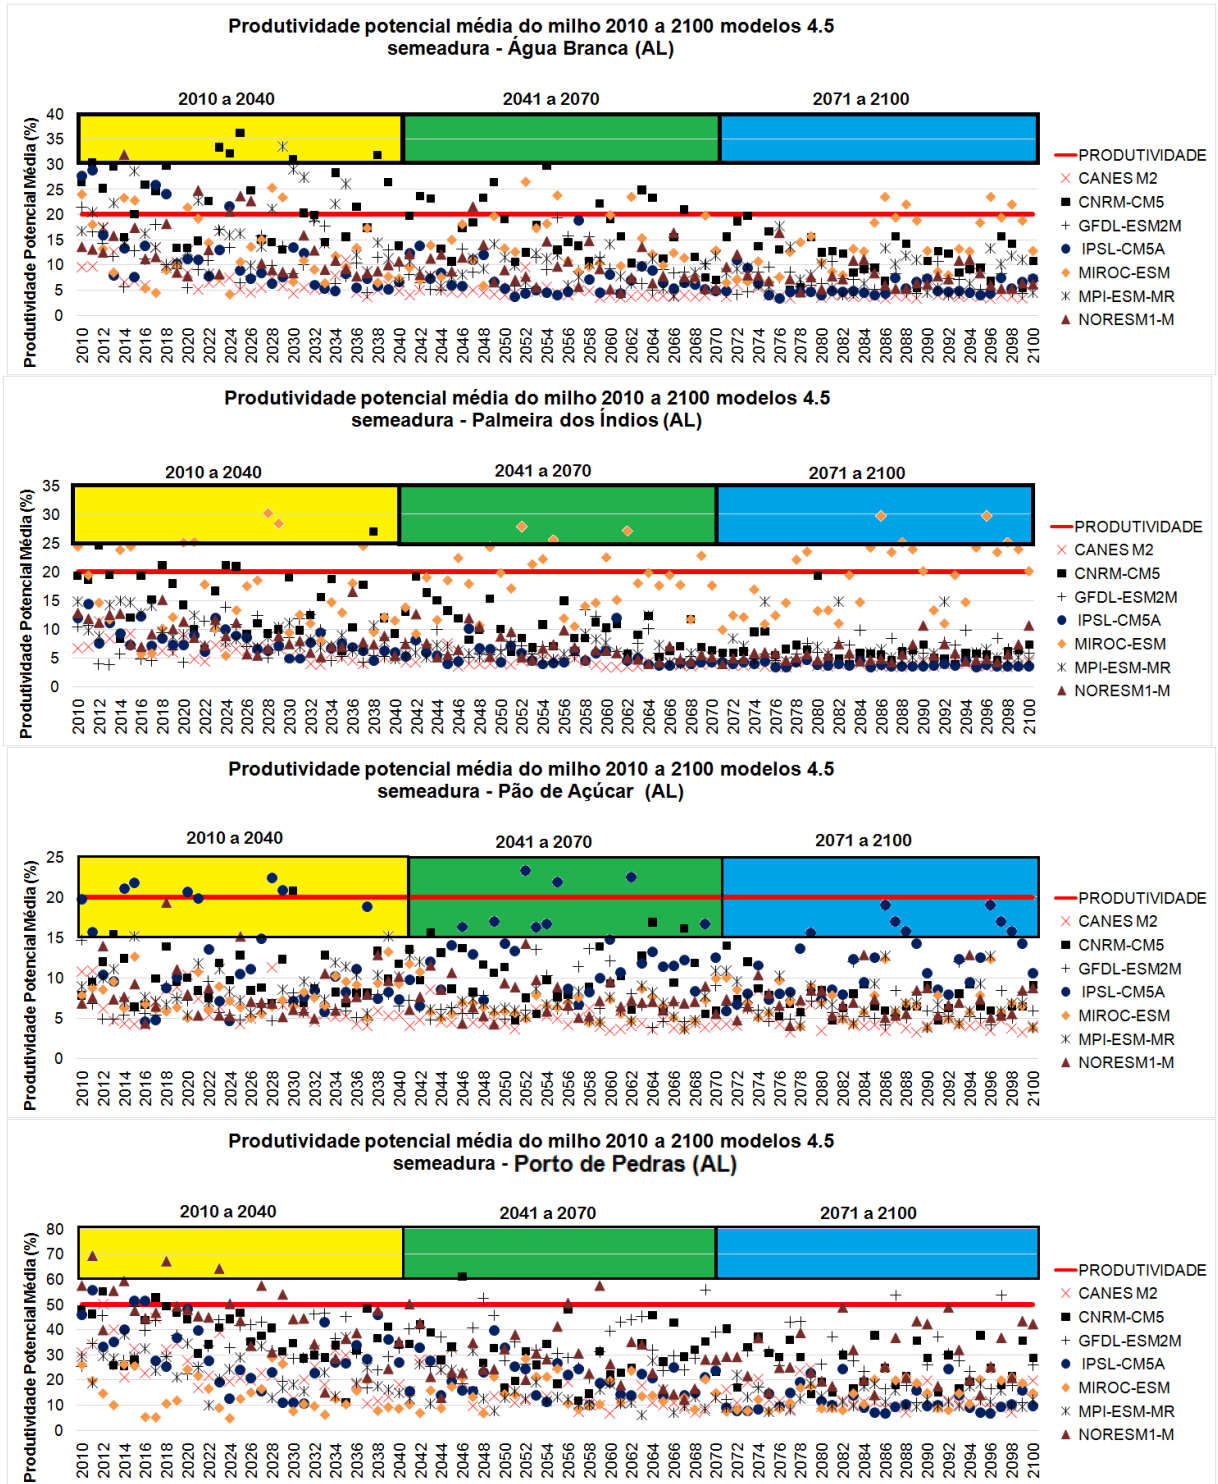 Produtividade potencial média do milho 2010 a 2100 modelos 4.5
semeadura - Água Branca (AL)
2010 a 2040
2041 a 2070
2071 a 2100
Produtividade Potencial Média (%)
40
35
30
25
20
15
10
5
0
2010 2012 2014 2016 2018 2020 2022 2024 2026 2028 2030 2032 2034 2036 2038 2040 2042 2044 2046 2048 2050 2052 2054 2056 2058 2060 2062 2064 2066 2068 2070 2072 2074 2076 2078 2080 2082 2084 2086 2088 2090 2092 2094 2096 2098 2100
PRODUTIVIDADE
CANES M2
CNRM-CM5
GFDL-ESM2M
IPSL-CM5A
MIROC-ESM
MPI-ESM-MR
NORESM1-M
Produtividade potencial média do milho 2010 a 2100 modelos 4.5
semeadura - Palmeira dos Índios (AL)
2010 a 2040
2041 a 2070
2071 a 2100
Produtividade Potencial Média (%)
35
30
25
20
15
10
5
0
2010 2012 2014 2016 2018 2020 2022 2024 2026 2028 2030 2032 2034 2036 2038 2040 2042 2044 2046 2048 2050 2052 2054 2056 2058 2060 2062 2064 2066 2068 2070 2072 2074 2076 2078 2080 2082 2084 2086 2088 2090 2092 2094 2096 2098 2100
PRODUTIVIDADE
CANES M2
CNRM-CM5
GFDL-ESM2M
IPSL-CM5A
MIROC-ESM
MPI-ESM-MR
NORESM1-M
Produtividade potencial média do milho 2010 a 2100 modelos 4.5
semeadura - Pão de Açúcar (AL)
2010 a 2040
2041 a 2070
2071 a 2100
Produtividade Potencial Média (%)
25
20
15
10
5
0
2010 2012 2014 2016 2018 2020 2022 2024 2026 2028 2030 2032 2034 2036 2038 2040 2042 2044 2046 2048 2050 2052 2054 2056 2058 2060 2062 2064 2066 2068 2070 2072 2074 2076 2078 2080 2082 2084 2086 2088 2090 2092 2094 2096 2098 2100
PRODUTIVIDADE
CANES M2
CNRM-CM5
GFDL-ESM2M
IPSL-CM5A
MIROC-ESM
MPI-ESM-MR
NORESM1-M
Produtividade potencial média do milho 2010 a 2100 modelos 4.5
semeadura - Porto de Pedras (AL)
2010 a 2040
2041 a 2070
2071 a 2100
Produtividade Potencial Média (%)
80
70
60
50
40
30
20
10
0
2010 2012 2014 2016 2018 2020 2022 2024 2026 2028 2030 2032 2034 2036 2038 2040 2042 2044 2046 2048 2050 2052 2054 2056 2058 2060 2062 2064 2066 2068 2070 2072 2074 2076 2078 2080 2082 2084 2086 2088 2090 2092 2094 2096 2098 2100
PRODUTIVIDADE
CANES M2
CNRM-CM5
GFDL-ESM2M
IPSL-CM5A
MIROC-ESM
MPI-ESM-MR
NORESM1-M